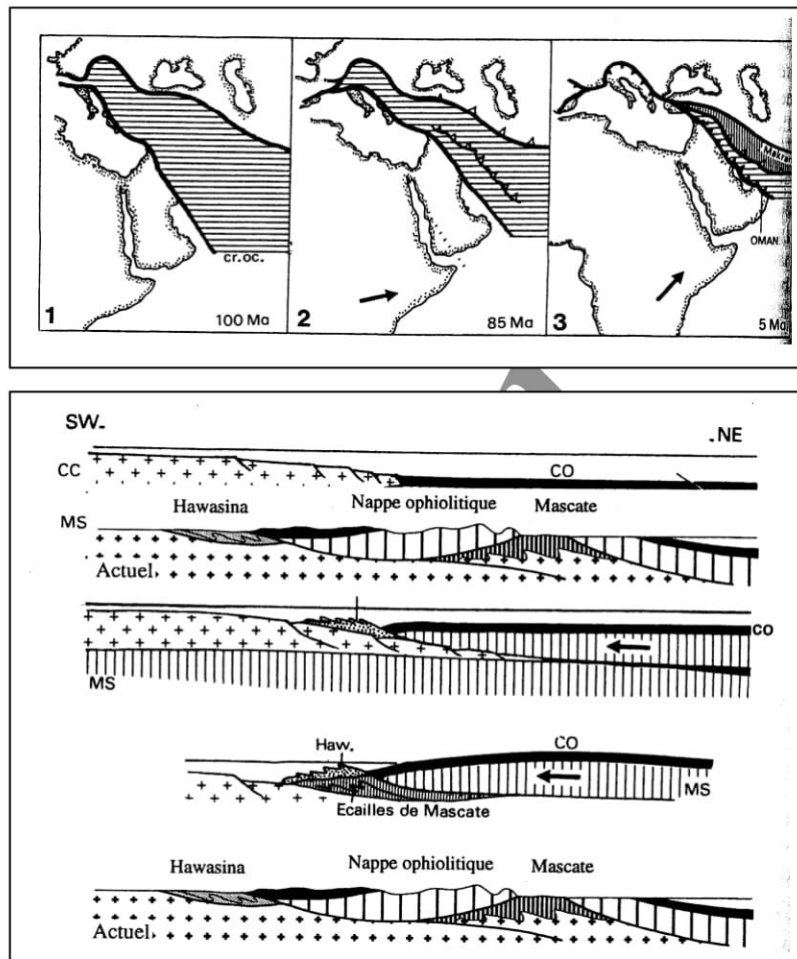 cr.oc.
1
100 Ma
2
85 Ma
Makra
OMAN
3
5 Ma
SW.
.NE
CC
CO
Hawasina
Nappe ophiolitique
Mascate
MS
Actuel
CO
MS
Haw.
CO
MS
Ecailles de Mascate
Hawasina
Nappe ophiolitique
Mascate
Actuel